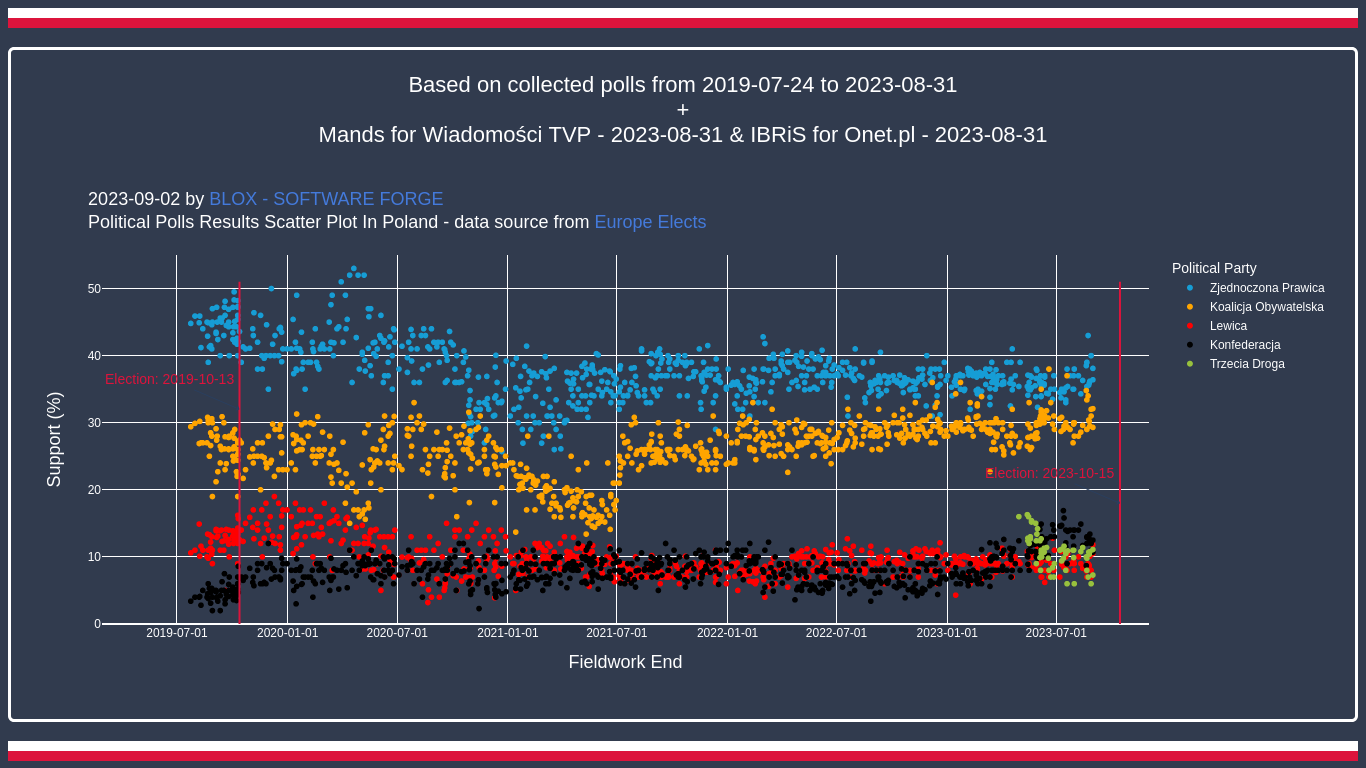 Based on collected polls from 2019-07-24 to 2023-08-31
+
Mands for Wiadomości TVP - 2023-08-31 & IBRiS for Onet.pl - 2023-08-31
2023-09-02 by BLOX - SOFTWARE FORGE
Political Polls Results Scatter Plot In Poland - data source from Europe Elects
Political Party
Zjednoczona Prawica
Koalicja Obywatelska
Lewica
Konfederacja
Trzecia Droga
Support (%)
50
40
30
20
10
0
Election: 2019-10-13
Election: 2023-10-15
2019-07-01 2020-01-01 2020-07-01 2021-01-01 2021-07-01 2022-01-01 2022-07-01 2023-01-01 2023-07-01
Fieldwork End